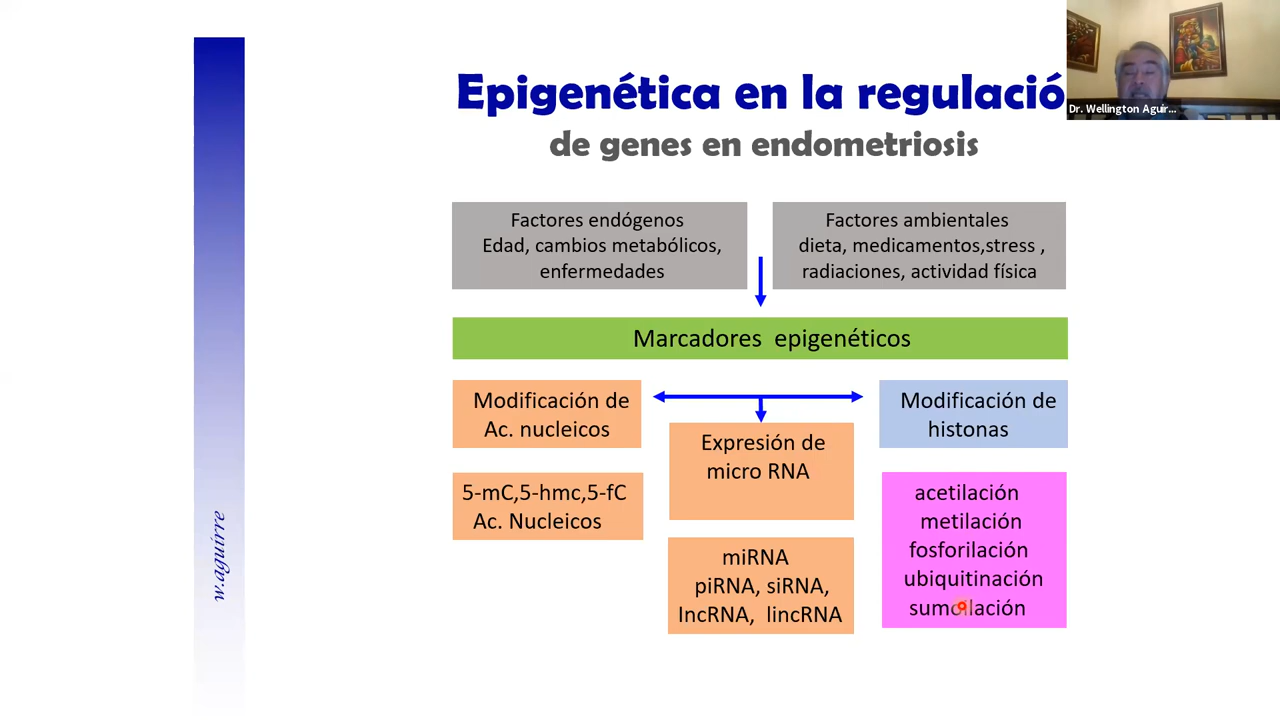 Epigenética en la regulació
Dr. Wellington Aguir...
de genes en endometriosis
Factores endógenos
Edad, cambios metabólicos,
enfermedades
Factores ambientales
dieta, medicamentos,stress ,
radiaciones, actividad física
Marcadores epigenéticos
Modificación de
Ac. nucleicos
Expresión de
micro RNA
Modificación de
histonas
5-mC,5-hmc,5-fC
Ac. Nucleicos
miRNA
piRNA, siRNA,
lncRNA, lincRNA
acetilación
metilación
fosforilación
ubiquitinación
sumoilación
w.aguirre